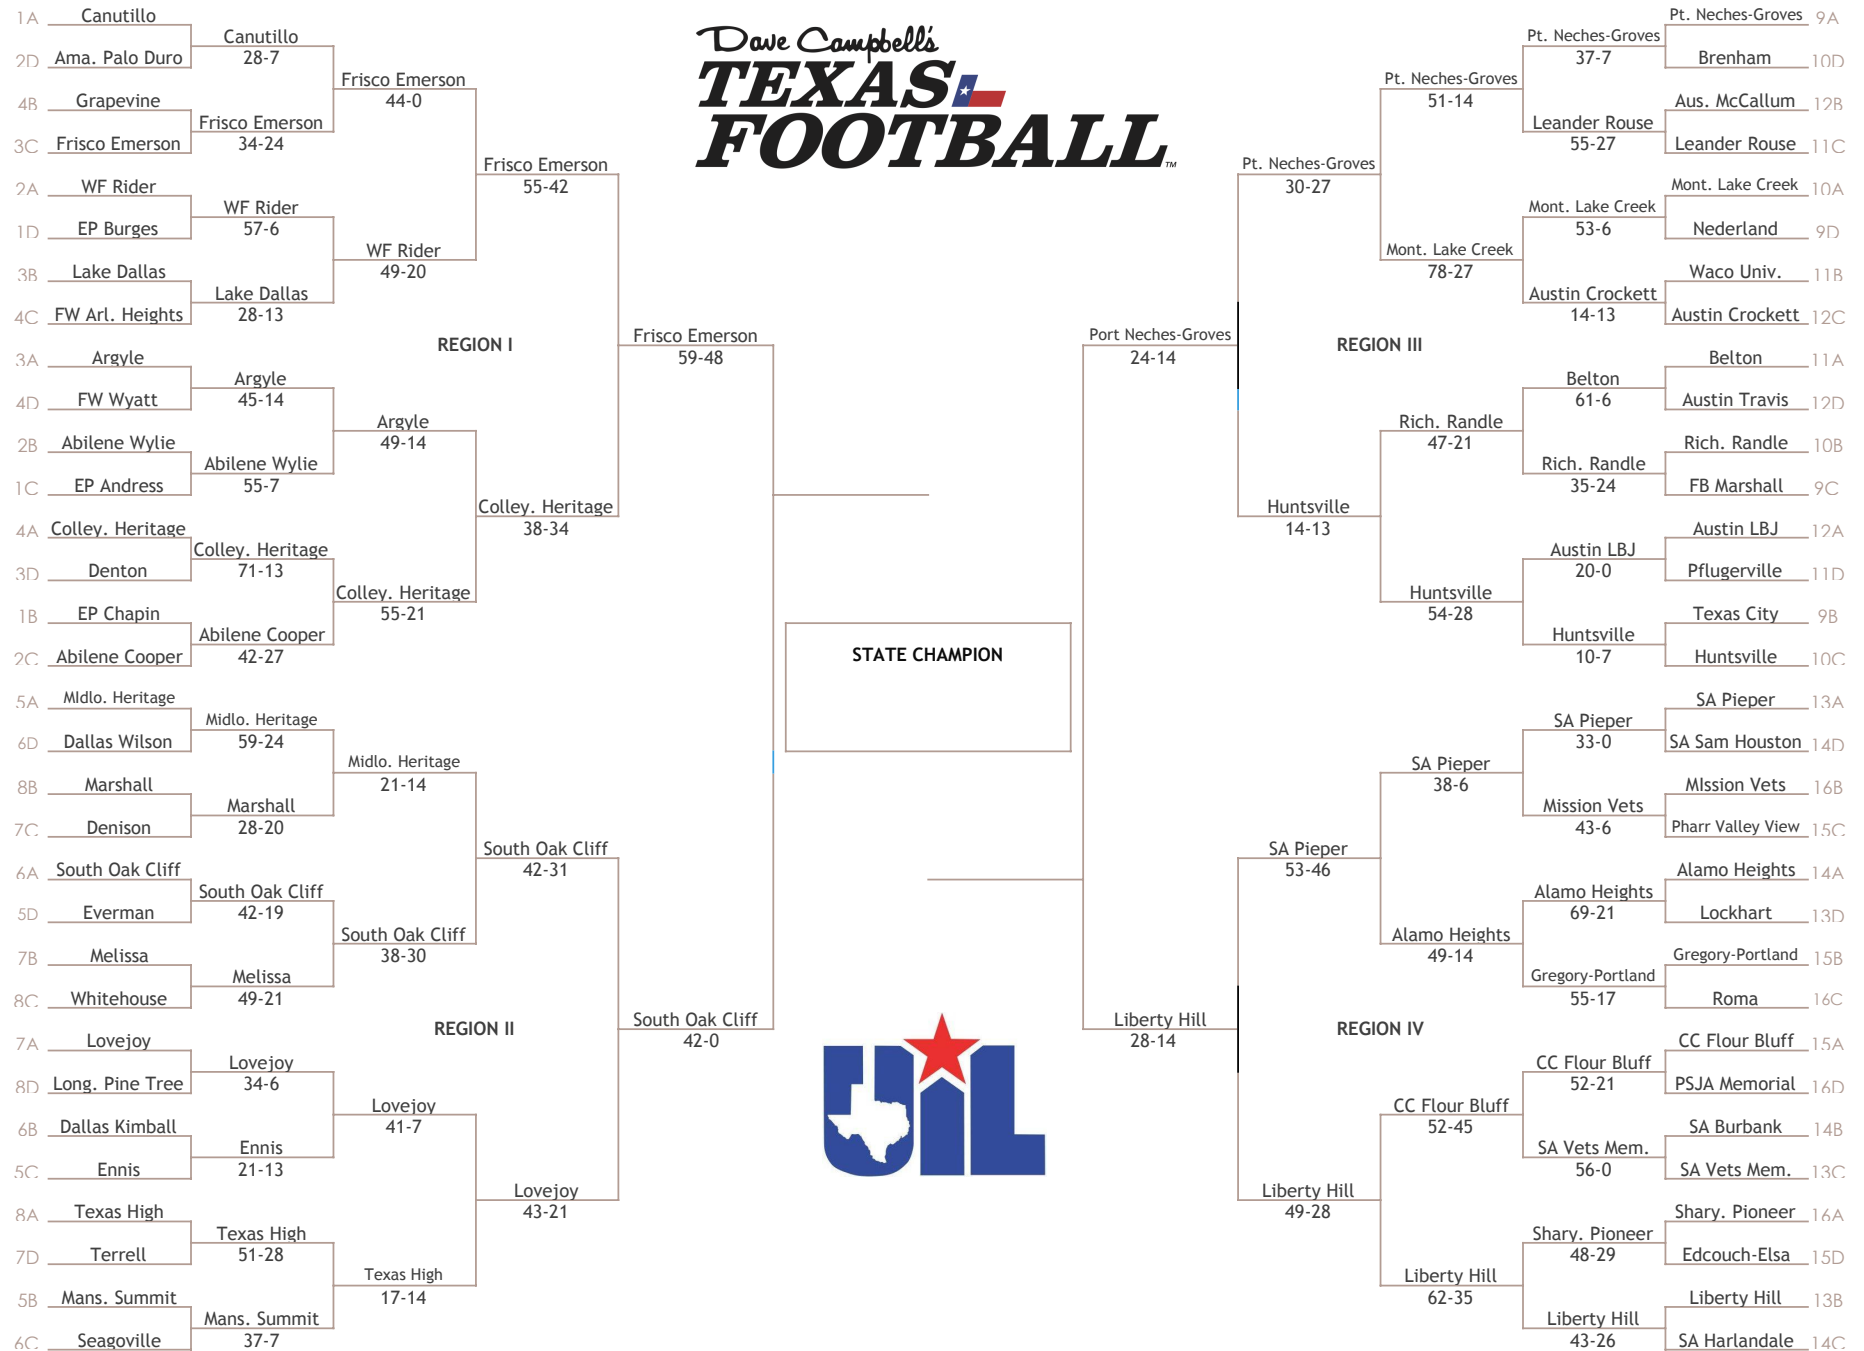 Dave Campbell's
TEXAS
FOOTBALL
TM
1A Canutillo
Canutillo
28-7
2D Ama. Palo Duro
Frisco Emerson
44-0
4B Grapevine
Frisco Emerson
34-24
3C Frisco Emerson
Frisco Emerson
55-42
2A WF Rider
WF Rider
57-6
1D EP Burges
WF Rider
49-20
3B Lake Dallas
Lake Dallas
28-13
4C FW Arl. Heights
REGION I
Frisco Emerson
59-48
3A Argyle
Argyle
45-14
4D FW Wyatt
Argyle
49-14
2B Abilene Wylie
Abilene Wylie
55-7
1C EP Andress
Colley. Heritage
38-34
4A Colley. Heritage
Colley. Heritage
71-13
3D Denton
Colley. Heritage
55-21
1B EP Chapin
Abilene Cooper
42-27
2C Abilene Cooper
5A MIdlo. Heritage
Midlo. Heritage
59-24
6D Dallas Wilson
Midlo. Heritage
21-14
8B Marshall
Marshall
28-20
7C Denison
South Oak Cliff
42-31
6A South Oak Cliff
South Oak Cliff
42-19
5D Everman
South Oak Cliff
38-30
7B Melissa
Melissa
49-21
8C Whitehouse
REGION II
South Oak Cliff
42-0
7A Lovejoy
Lovejoy
34-6
8D Long. Pine Tree
Lovejoy
41-7
6B Dallas Kimball
Ennis
21-13
5C Ennis
Lovejoy
43-21
8A Texas High
Texas High
51-28
7D Terrell
Texas High
17-14
5B Mans. Summit
Mans. Summit
37-7
6C Seagoville
STATE CHAMPION
UIL
Pt. Neches-Groves 9A
Pt. Neches-Groves
37-7
Brenham 10D
Pt. Neches-Groves
51-14
Aus. McCallum 12B
Leander Rouse
55-27
Leander Rouse 11C
Pt. Neches-Groves
30-27
Mont. Lake Creek 10A
Mont. Lake Creek
53-6
Nederland 9D
Mont. Lake Creek
78-27
Waco Univ. 11B
Austin Crockett
14-13
Austin Crockett 12C
Port Neches-Groves
24-14
REGION III
Belton 11A
Belton
61-6
Austin Travis 12D
Rich. Randle
47-21
Rich. Randle 10B
Rich. Randle
35-24
FB Marshall 9C
Huntsville
14-13
Austin LBJ 12A
Austin LBJ
20-0
Pflugerville 11D
Huntsville
54-28
Texas City 9B
Huntsville
10-7
Huntsville 10C
SA Pieper 13A
SA Pieper
33-0
SA Sam Houston 14D
SA Pieper
38-6
MIssion Vets 16B
Mission Vets
43-6
Pharr Valley View 15C
SA Pieper
53-46
Alamo Heights 14A
Alamo Heights
69-21
Lockhart 13D
Alamo Heights
49-14
Gregory-Portland 15B
Gregory-Portland
55-17
Roma 16C
Liberty Hill
28-14
REGION IV
CC Flour Bluff 15A
CC Flour Bluff
52-21
PSJA Memorial 16D
CC Flour Bluff
52-45
SA Burbank 14B
SA Vets Mem.
56-0
SA Vets Mem. 13C
Liberty Hill
49-28
Shary. Pioneer 16A
Shary. Pioneer
48-29
Edcouch-Elsa 15D
Liberty Hill
62-35
Liberty Hill 13B
Liberty Hill
43-26
SA Harlandale 14C